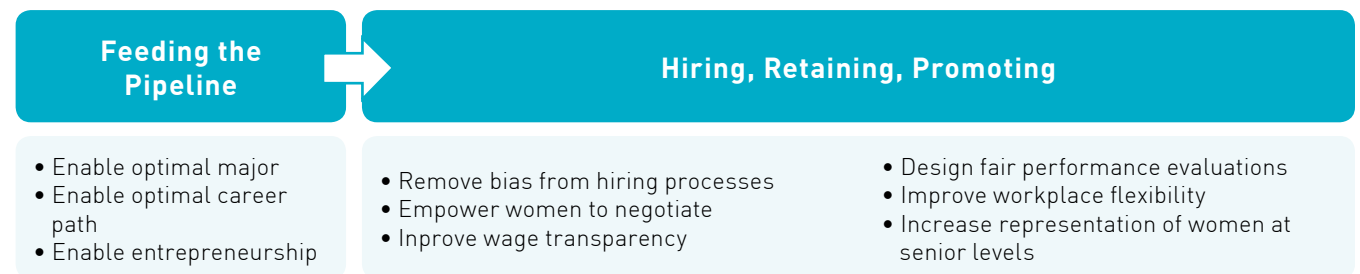 Feeding the
Pipeline
Hiring, Retaining, Promoting
• Enable optimal major
• Enable optimal career
path
• Enable entrepreneurship
• Remove bias from hiring processes
• Empower women to negotiate
• Inprove wage transparency
• Design fair performance evaluations
• Improve workplace flexibility
• Increase representation of women at
senior levels